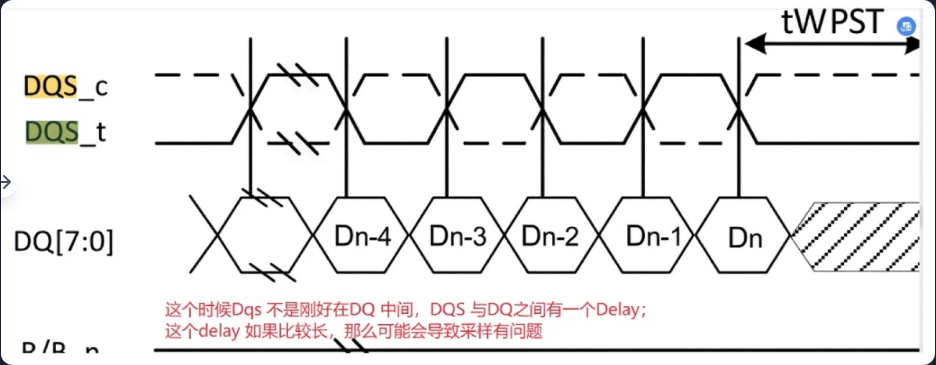 tWPST
DQS_c
DQS_t
DQ[7:0]
Dn-4
Dn-3
Dn-2
Dn-1
Dn
这个时候Dqs 不是刚好在DQ 中间，DQS 与DQ之间有一个Delay；
这个delay 如果比较长，那么可能会导致采样有问题
R/B_n